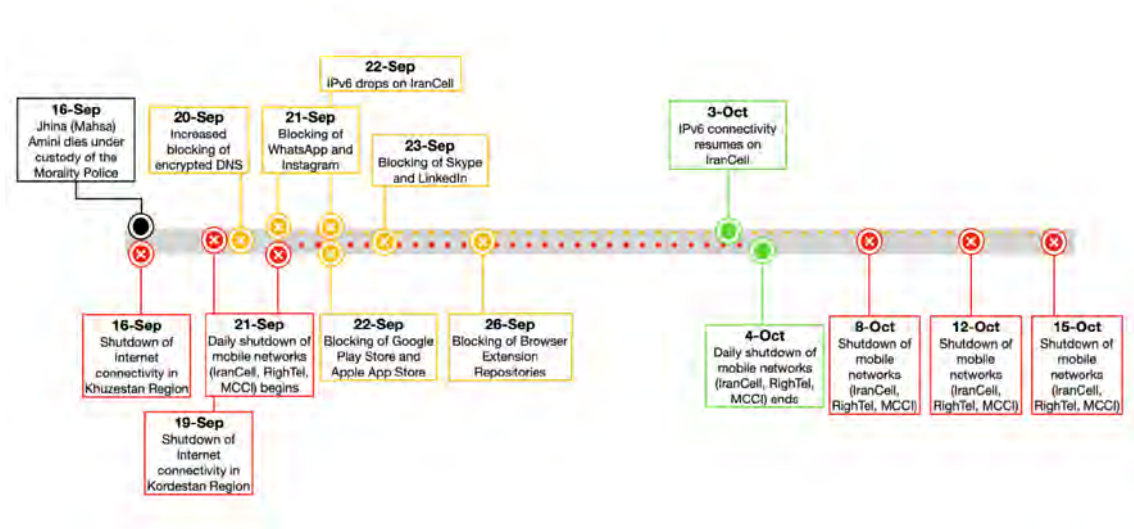 16-Sep
Jhina (Mahsa)
Amini dies under
custody of the
Morality Police
20-Sep
Increased
blocking of
encrypted DNS
21-Sep
Blocking of
WhatsApp and
Instagram
22-Sep
IPv6 drops on IranCell
23-Sep
Blocking of Skype
and LinkedIn
3-Oct
IPv6 connectivity
resumes on
IranCell
16-Sep
Shutdown of
Internet
connectivity in
Khuzestan Region
19-Sep
Shutdown of
Internet
connectivity in
Kordestan Region
21-Sep
Daily shutdown of
mobile networks
(IranCell, RighTel,
MCCI) begins
22-Sep
Blocking of Google
Play Store and
Apple App Store
26-Sep
Blocking of Browser
Extension
Repositories
4-Oct
Daily shutdown of
mobile networks
(IranCell, RighTel,
MCCI) ends
8-Oct
Shutdown of
mobile
networks
(IranCell,
RighTel, MCCI)
12-Oct
Shutdown of
mobile
networks
(IranCell,
RighTel, MCCI)
15-Oct
Shutdown of
mobile
networks
(IranCell,
RighTel, MCCI)